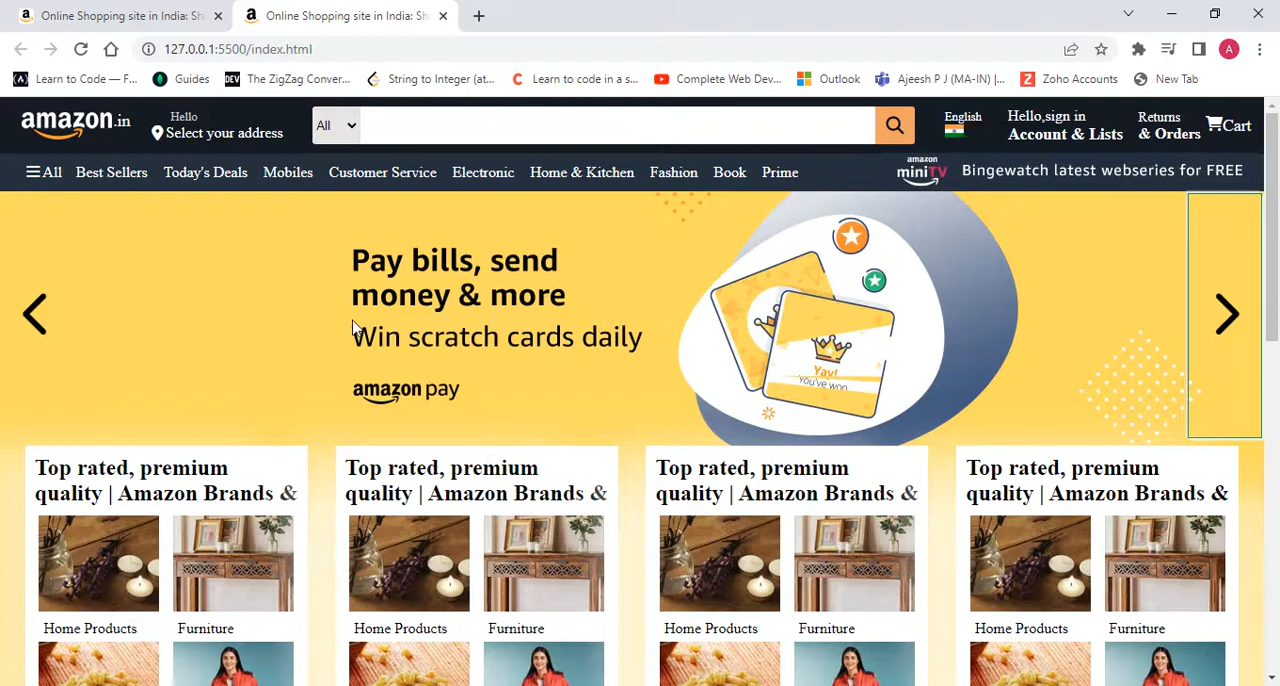 Online Shopping site in India: Sh
Online Shopping site in India: Sh
127.0.0.1:5500/index.html
A
Learn to Code — F...
Guides
DEV The ZigZag Conver...
String to Integer (at...
C Learn to code in a s...
Complete Web Dev...
Outlook
Ajeesh P J (MA-IN) |...
Z Zoho Accounts
New Tab
amazon.in
Hello
Select your address
All
English
Hello,sign in
Account & Lists
Returns
& Orders
Cart
All Best Sellers Today's Deals Mobiles Customer Service Electronic Home & Kitchen Fashion Book Prime
amazon
miniTV
Bingewatch latest webseries for FREE
Pay bills, send
money & more
Win scratch cards daily
amazon pay
Yay!
You've won
Top rated, premium
quality | Amazon Brands &
Home Products Furniture
Top rated, premium
quality | Amazon Brands &
Home Products Furniture
Top rated, premium
quality | Amazon Brands &
Home Products Furniture
Top rated, premium
quality | Amazon Brands &
Home Products Furniture